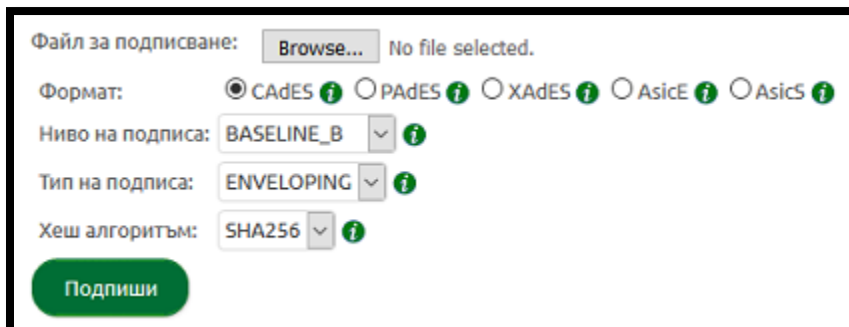 Файл за подписване: Browse... No file selected.
Формат: CAdES PAdES XAdES AsicE AsicS
Ниво на подписа: BASELINE_B
Тип на подписа: ENVELOPING
Хеш алгоритъм: SHA256
Подпиши